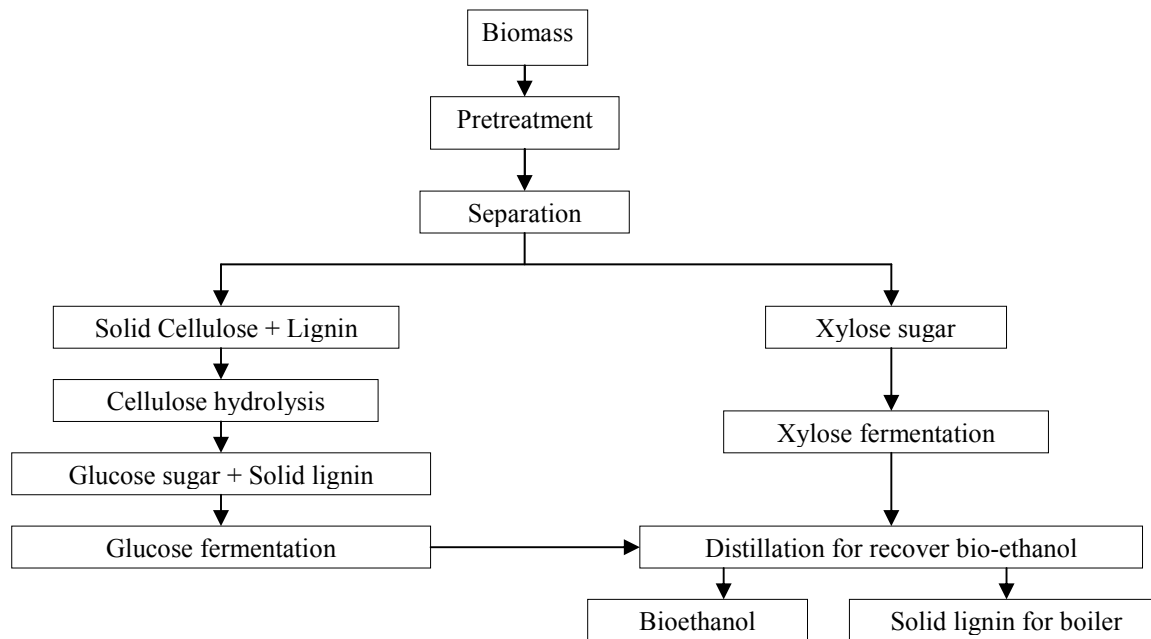 Biomass
Pretreatment
Separation
Solid Cellulose + Lignin
Xylose sugar
Cellulose hydrolysis
Xylose fermentation
Glucose sugar + Solid lignin
Glucose fermentation
Distillation for recover bio-ethanol
Bioethanol
Solid lignin for boiler